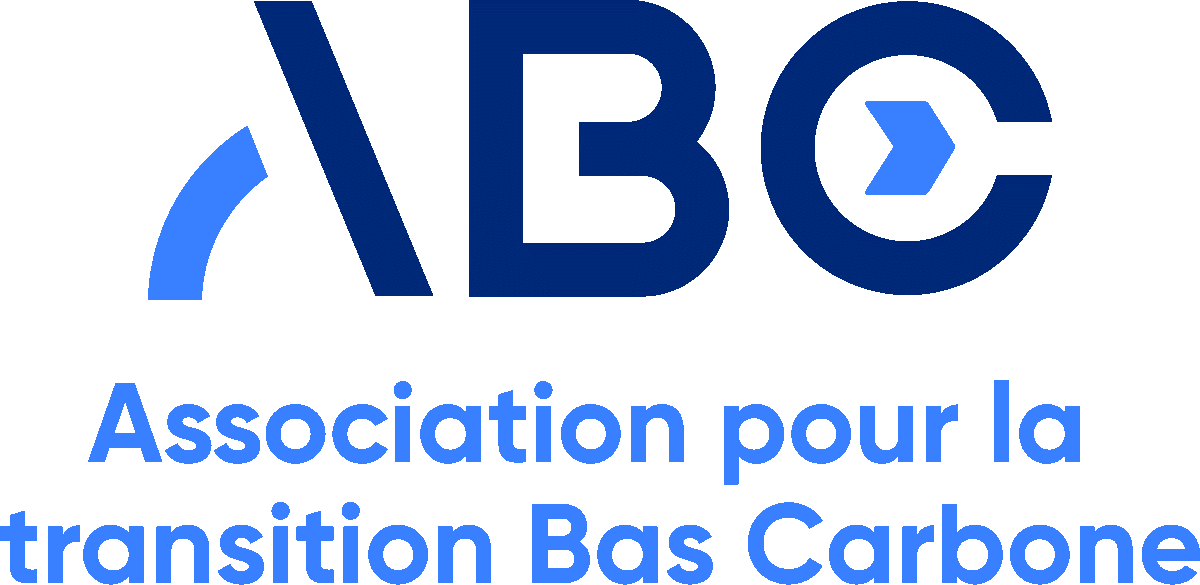 ABC
Association pour la
transition Bas Carbone